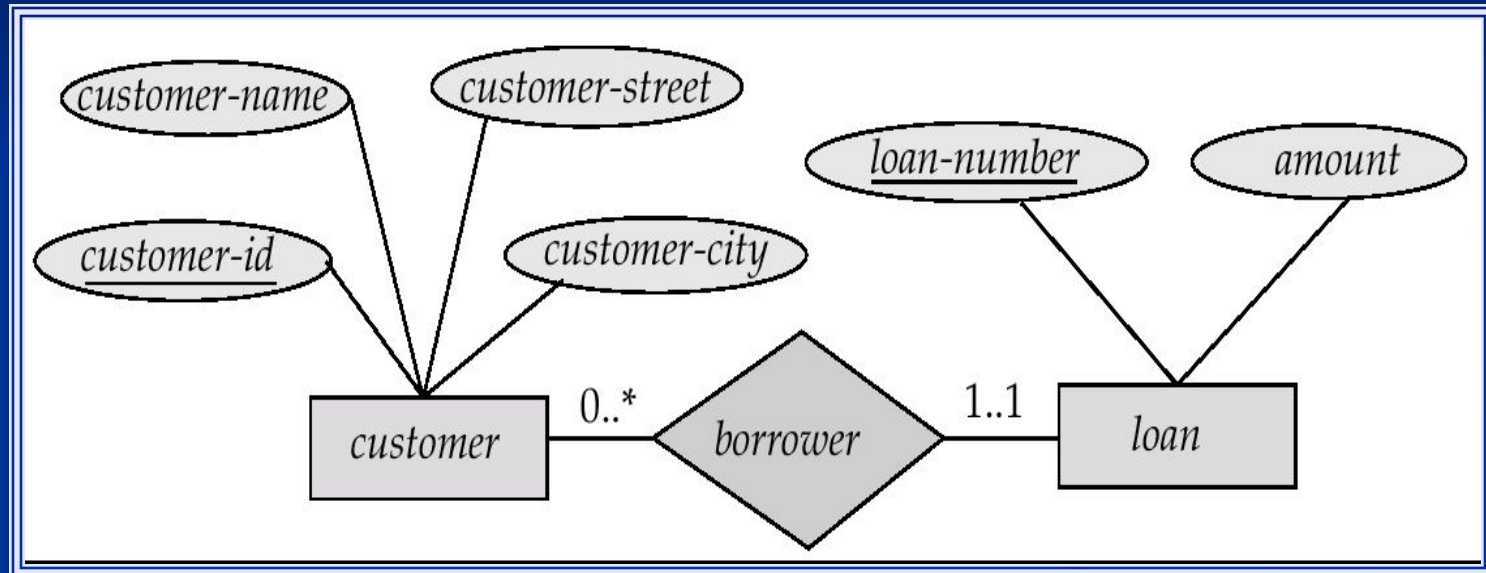 customer-name
customer-street
loan-number
amount
customer-id
customer-city
customer
0..*
borrower
1..1
loan